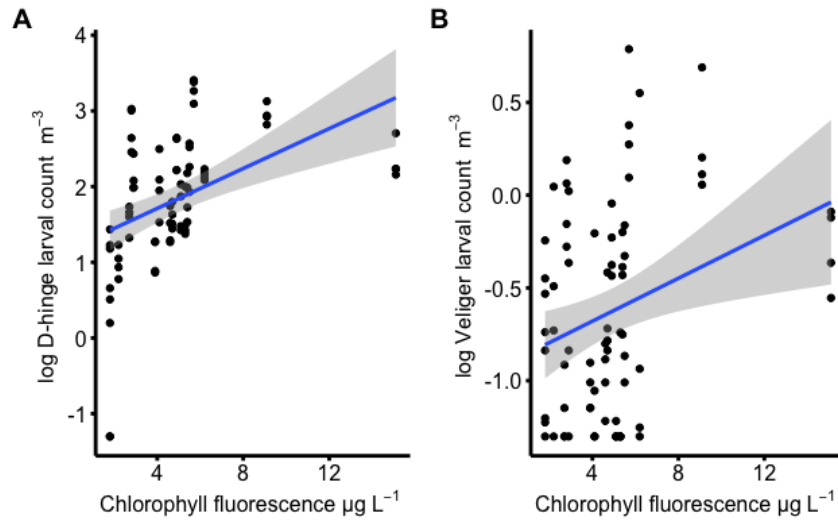 A
log D-hinge larval count m⁻³
4
3
2
1
0
-1
4 8 12
Chlorophyll fluorescence µg L⁻¹
B
log Veliger larval count m⁻³
0.5
0.0
-0.5
-1.0
4 8 12
Chlorophyll fluorescence µg L⁻¹